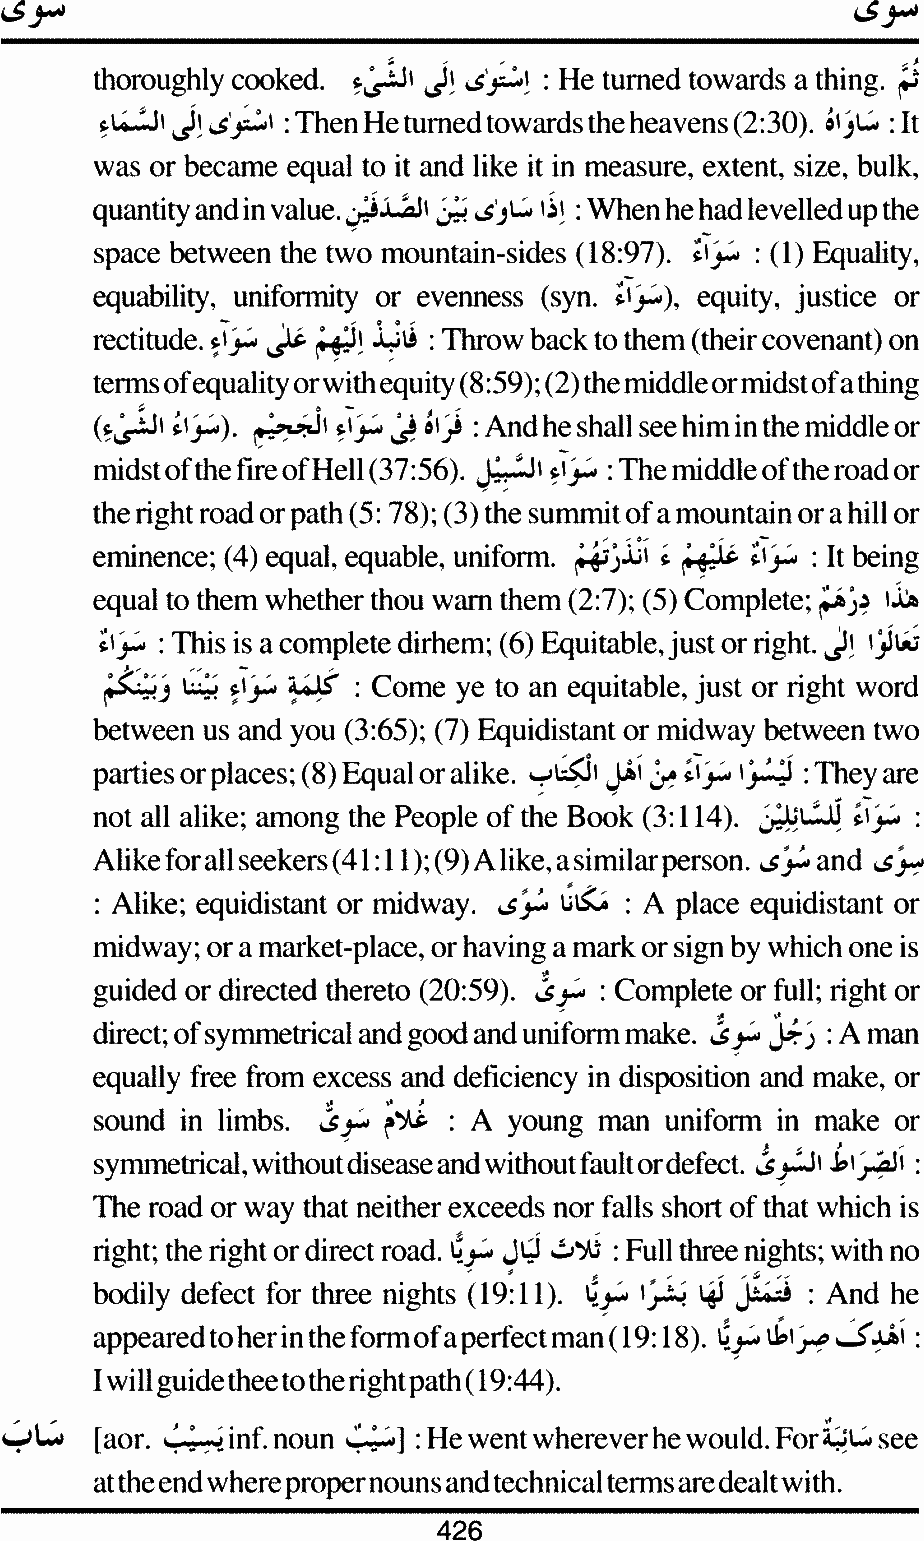 سوى سوى
thoroughly cooked. اِسْتَوٰى اِلَى الشَّيْءِ : He turned towards a thing. ثُمَّ
اسْتَوٰى اِلَى السَّمَاءِ : Then He turned towards the heavens (2:30). سَاوَاهُ : It
was or became equal to it and like it in measure, extent, size, bulk,
quantity and in value. اِذَا سَاوٰى بَيْنَ الصَّدَفَيْنِ : When he had levelled up the
space between the two mountain-sides (18:97). سَوَآءٌ : (1) Equality,
equability, uniformity or evenness (syn. سَوَآءٌ), equity, justice or
rectitude. فَانْبِذْ اِلَيْهِمْ عَلٰى سَوَآءٍ : Throw back to them (their covenant) on
terms of equality or with equity (8:59); (2) the middle or midst of a thing
(سَوَاءُ الشَّيْءِ). فَرَاهُ فِيْ سَوَآءِ الْجَحِيْمِ : And he shall see him in the middle or
midst of the fire of Hell (37:56). سَوَآءِ السَّبِيْلِ : The middle of the road or
the right road or path (5: 78); (3) the summit of a mountain or a hill or
eminence; (4) equal, equable, uniform. سَوَآءٌ عَلَيْهِمْ ءَ اَنْذَرْتَهُمْ : It being
equal to them whether thou warn them (2:7); (5) Complete; هٰذَا دِرْهَمٌ
سَوَاءٌ : This is a complete dirhem; (6) Equitable, just or right. تَعَالَوْا اِلٰى
كَلِمَةٍ سَوَآءٍ بَيْنَنَا وَبَيْنَكُمْ : Come ye to an equitable, just or right word
between us and you (3:65); (7) Equidistant or midway between two
parties or places; (8) Equal or alike. لَيْسُوْا سَوَآءً مِنْ اَهْلِ الْكِتَابِ : They are
not all alike; among the People of the Book (3:114). سَوَآءً لِّلسَّائِلِيْنَ :
Alike for all seekers (41:11); (9) A like, a similar person. سُوًى and سِوًى
: Alike; equidistant or midway. مَكَانًا سُوًى : A place equidistant or
midway; or a market-place, or having a mark or sign by which one is
guided or directed thereto (20:59). سَوِىٌّ : Complete or full; right or
direct; of symmetrical and good and uniform make. رَجُلٌ سَوِىٌّ : A man
equally free from excess and deficiency in disposition and make, or
sound in limbs. غُلَامٌ سَوِىٌّ : A young man uniform in make or
symmetrical, without disease and without fault or defect. اَلصِّرَاطُ السَّوِىُّ :
The road or way that neither exceeds nor falls short of that which is
right; the right or direct road. ثَلَاثَ لَيَالٍ سَوِيًّا : Full three nights; with no
bodily defect for three nights (19:11). فَتَمَثَّلَ لَهَا بَشَرًا سَوِيًّا : And he
appeared to her in the form of a perfect man (19:18). اَهْدِكَ صِرَاطًا سَوِيًّا :
I will guide thee to the right path (19:44).
سَابَ [aor. يَسِيْبُ inf. noun سَيْبٌ] : He went wherever he would. For سَائِبَةٌ see
at the end where proper nouns and technical terms are dealt with.
426